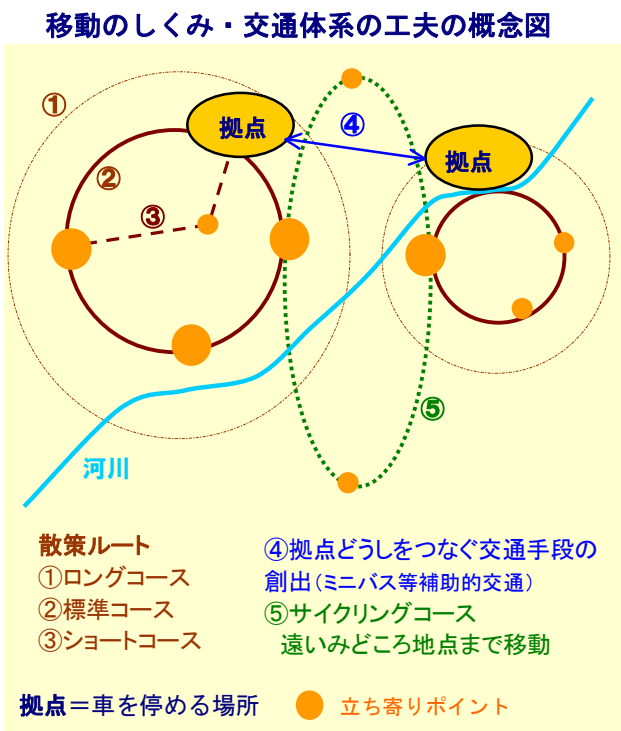 移動のしくみ・交通体系の工夫の概念図
①
拠点
④
拠点
②
③
⑤
河川
散策ルート
①ロングコース
②標準コース
③ショートコース
④拠点どうしをつなぐ交通手段の
創出(ミニバス等補助的交通)
⑤サイクリングコース
遠いみどころ地点まで移動
拠点＝車を停める場所
立ち寄りポイント